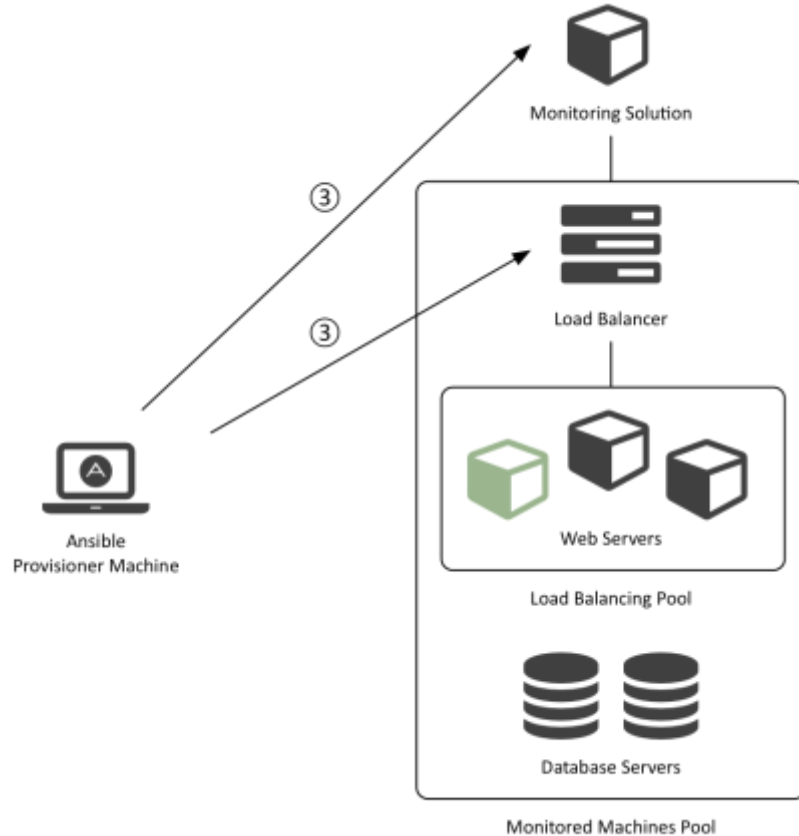 Monitoring Solution
③
Load Balancer
③
Ansible
Provisioner Machine
Web Servers
Load Balancing Pool
Database Servers
Monitored Machines Pool